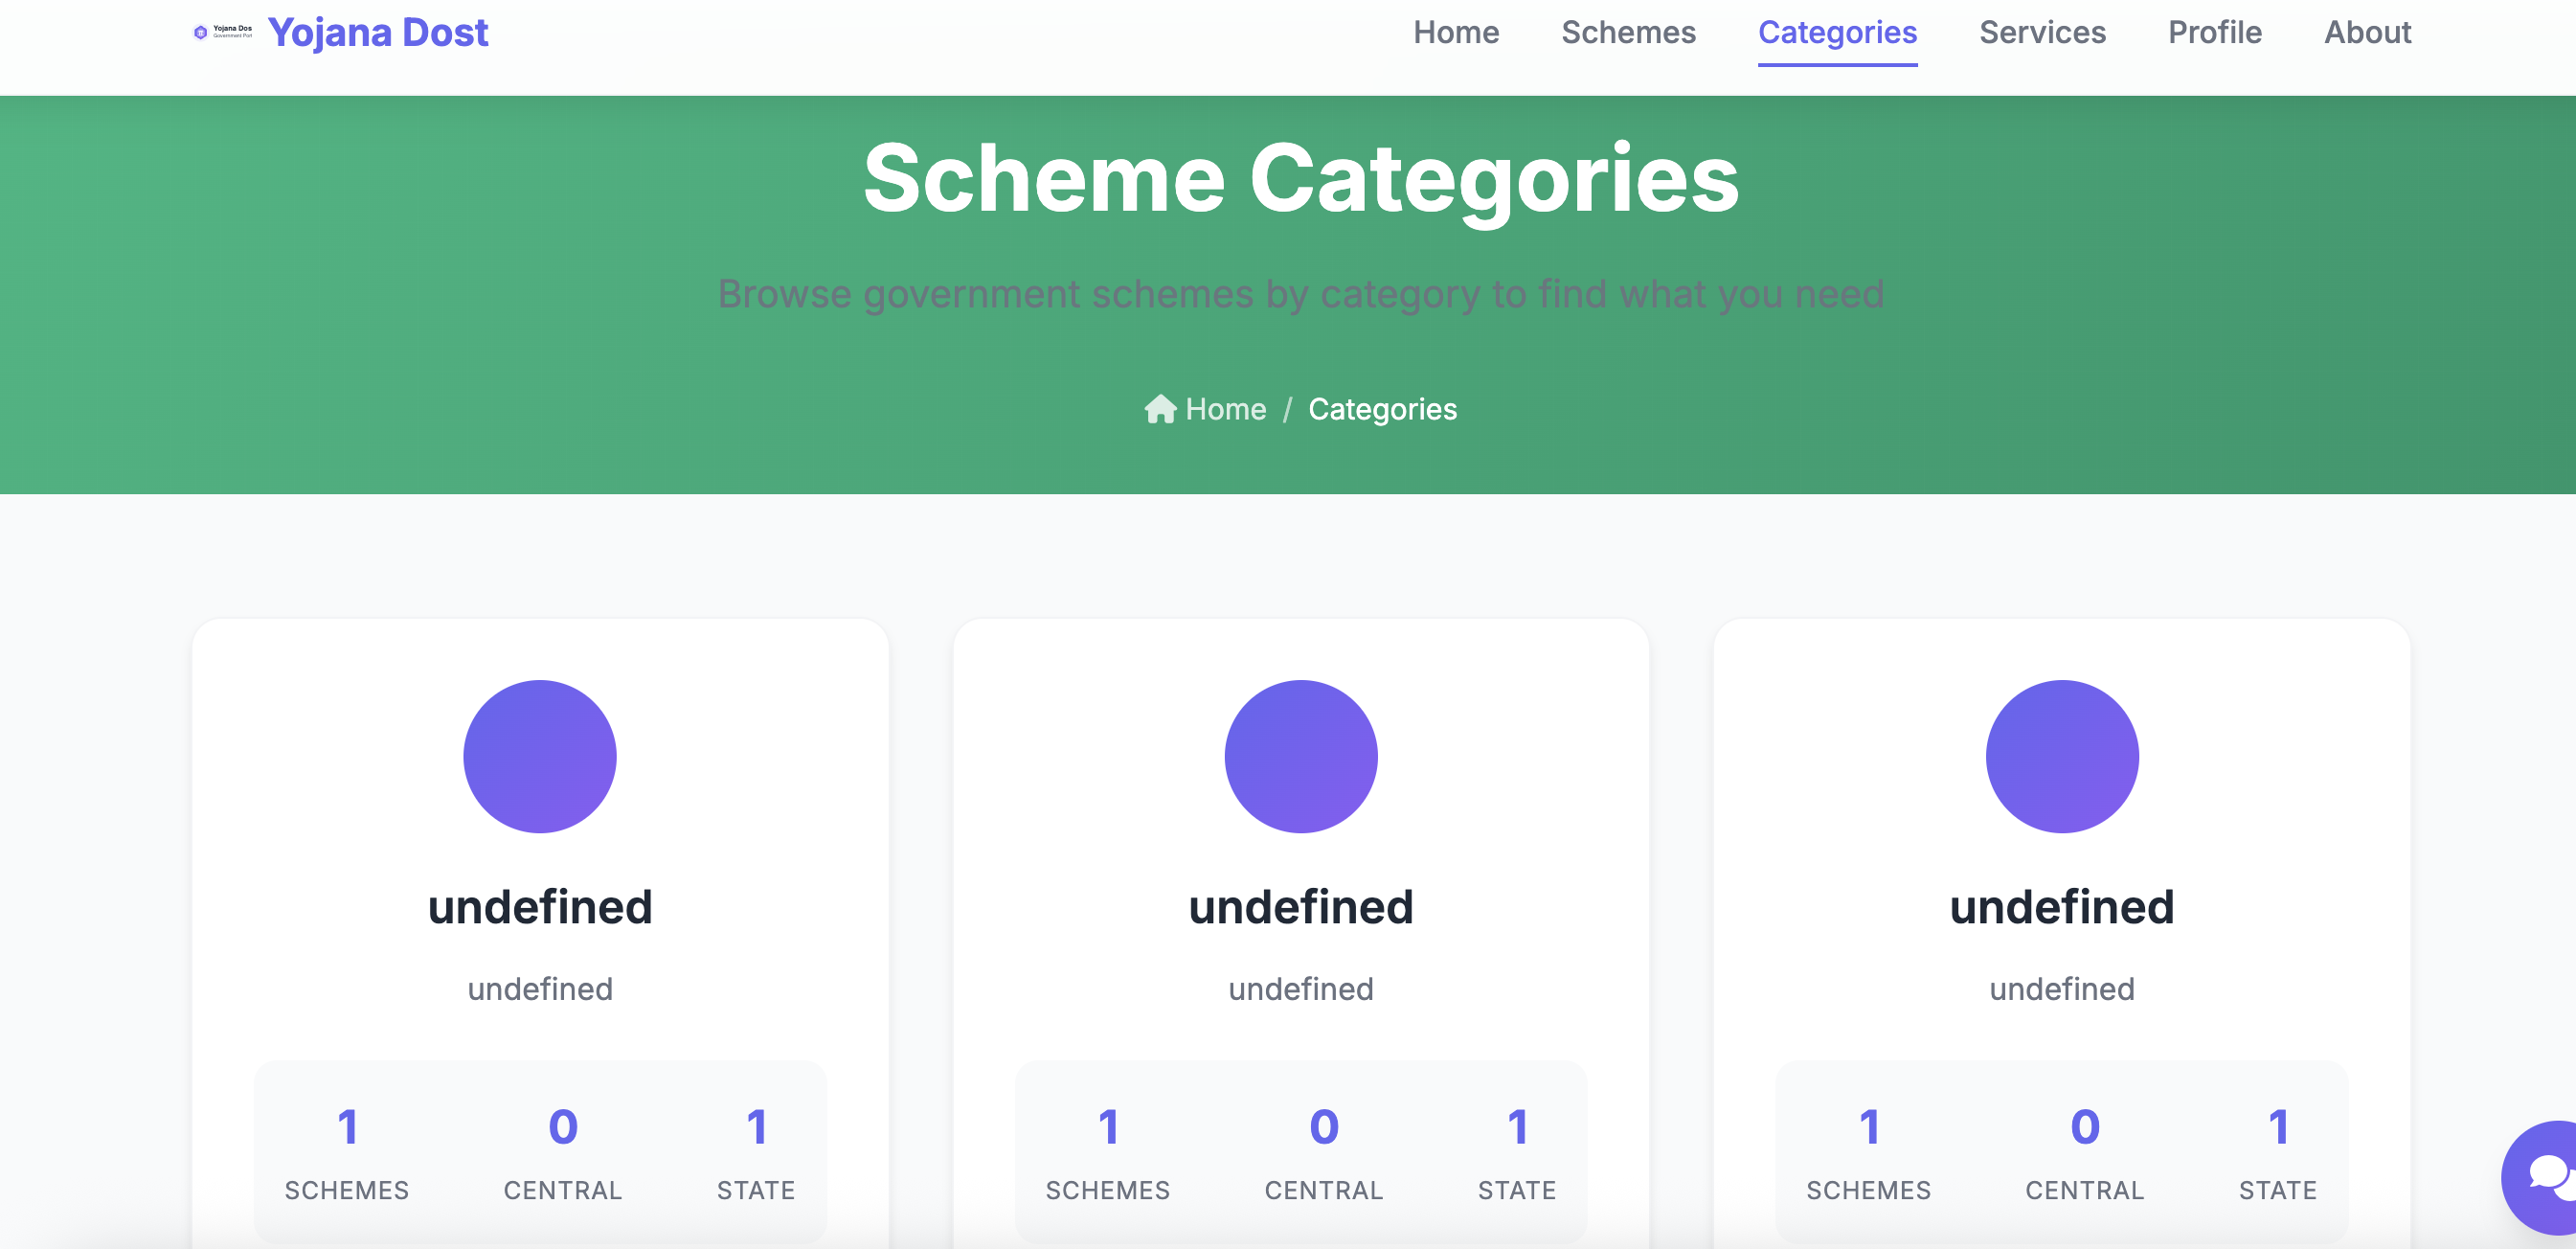 Yojana Dos
Government Port
Yojana Dost
Home Schemes Categories Services Profile About
Scheme Categories
Browse government schemes by category to find what you need
Home / Categories
undefined undefined undefined
undefined undefined undefined
1 0 1 1 0 1 1 0 1
SCHEMES CENTRAL STATE SCHEMES CENTRAL STATE SCHEMES CENTRAL STATE